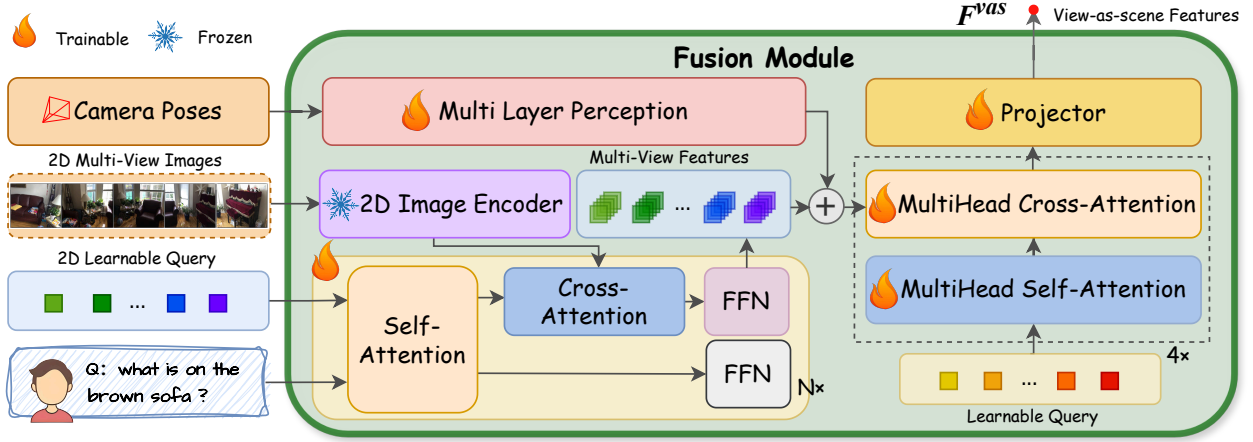 F^vas
View-as-scene Features
Trainable
Frozen
Fusion Module
Camera Poses
Multi Layer Perception
Projector
2D Multi-View Images
Multi-View Features
2D Image Encoder
...
+
MultiHead Cross-Attention
2D Learnable Query
...
Cross-
Attention
FFN
MultiHead Self-Attention
Self-
Attention
Q: what is on the
brown sofa ?
FFN
N×
4×
...
Learnable Query